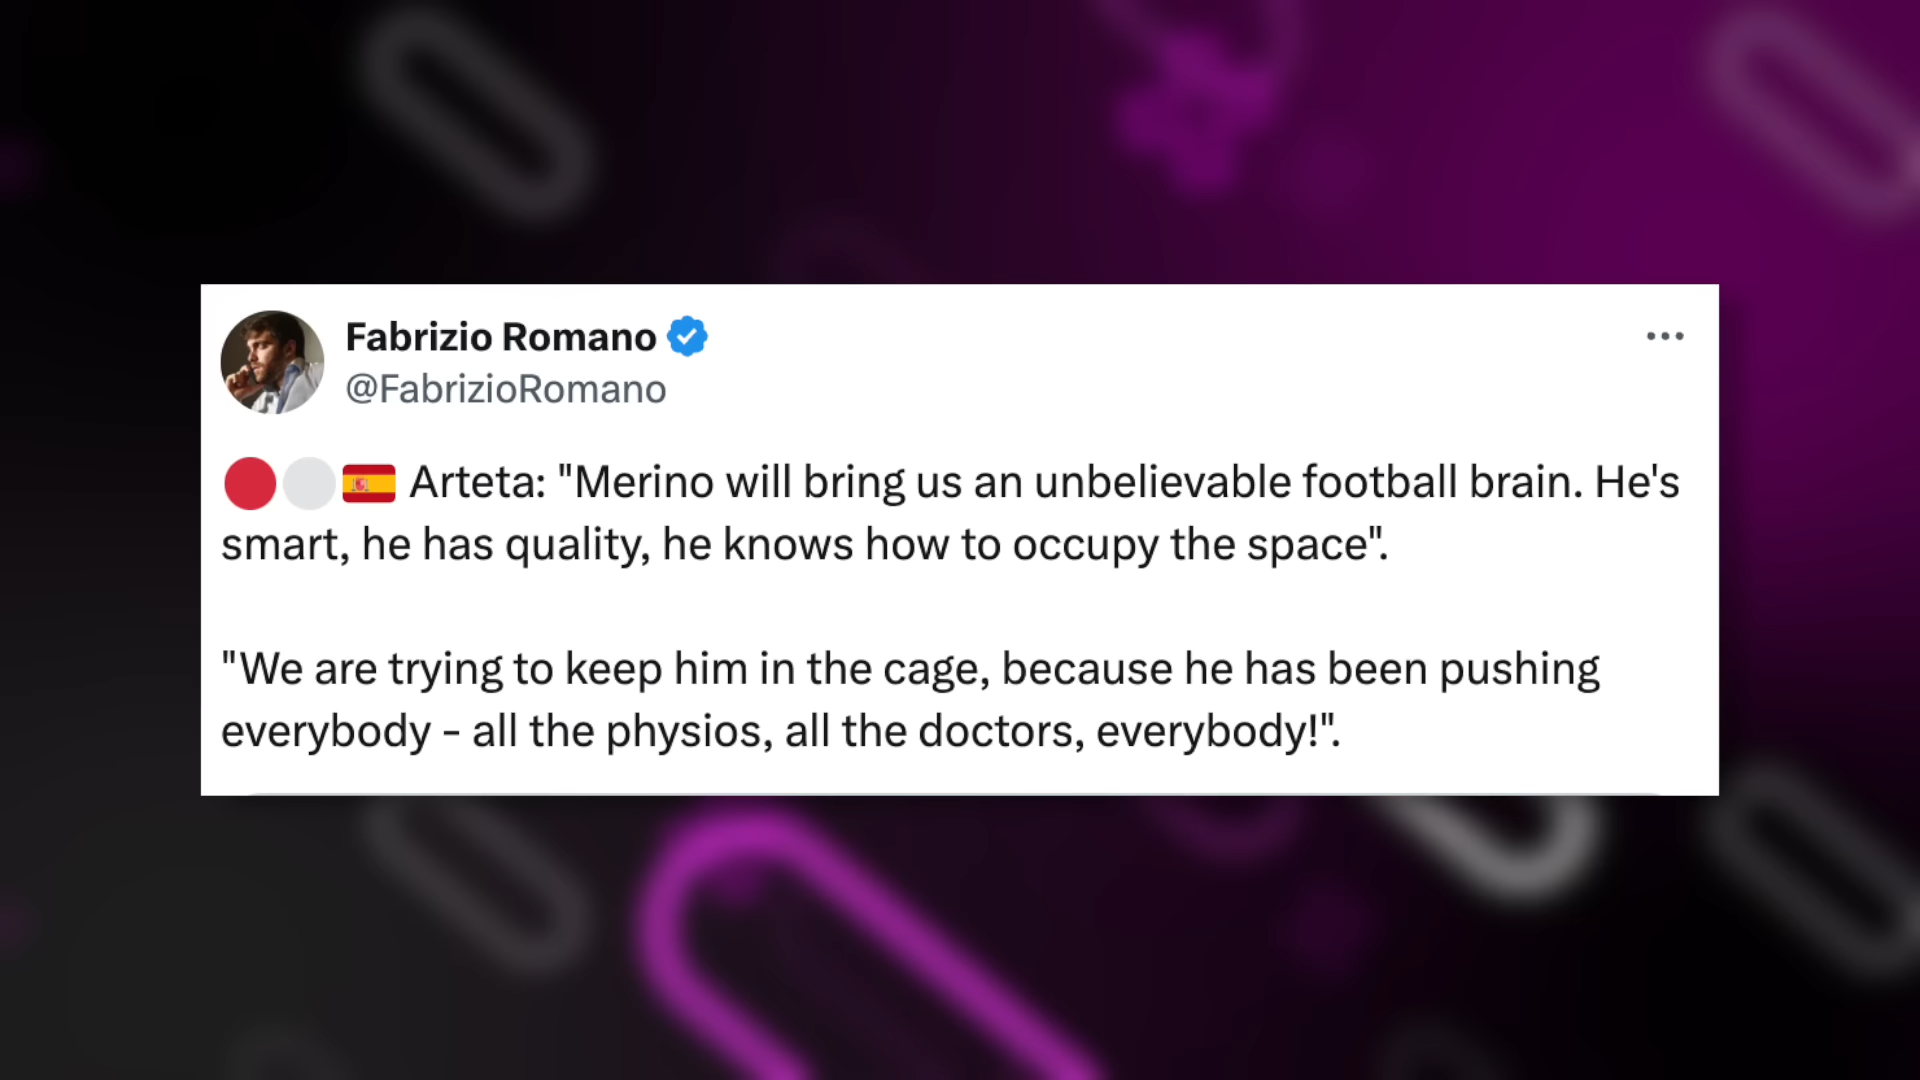 Fabrizio Romano
@FabrizioRomano
🔴⚪🇪🇸 Arteta: "Merino will bring us an unbelievable football brain. He's
smart, he has quality, he knows how to occupy the space".
"We are trying to keep him in the cage, because he has been pushing
everybody - all the physios, all the doctors, everybody!".